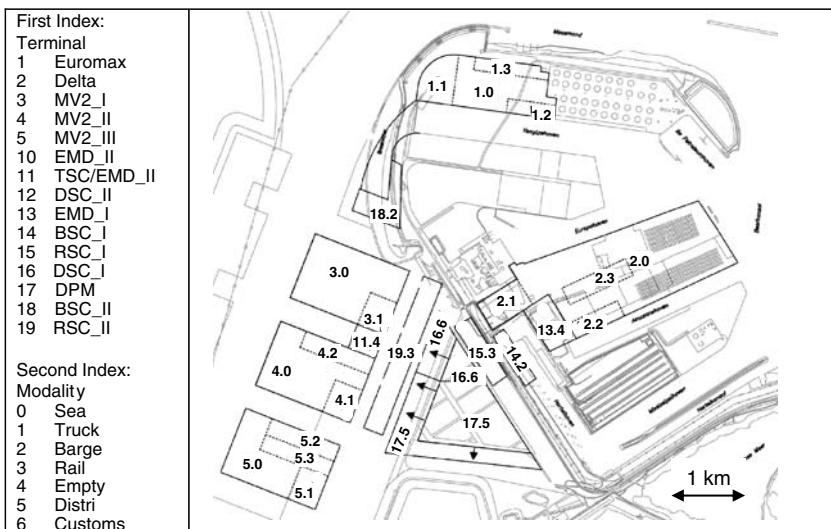 First Index:
Terminal
1 Euromax
2 Delta
3 MV2_I
4 MV2_II
5 MV2_III
10 EMD_II
11 TSC/EMD_II
12 DSC_II
13 EMD_I
14 BSC_I
15 RSC_I
16 DSC_I
17 DPM
18 BSC_II
19 RSC_II
Second Index:
Modality
0 Sea
1 Truck
2 Barge
3 Rail
4 Empty
5 Distri
6 Customs
Maasmond
1.3
1.1
1.0
1.2
Yangtzehaven
18.2
Europahaven
3.0
2.0
2.3
2.1
3.1
2.2
13.4
11.4
16.6
4.2
19.3
15.3
14.2
4.0
16.6
4.1
17.5
17.5
5.2
5.3
5.0
5.1
1 km